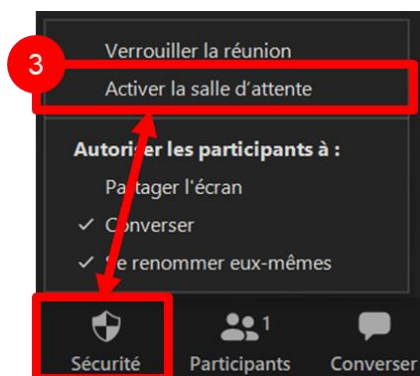 3
Verrouiller la réunion
Activer la salle d'attente
Autoriser les participants à :
Partager l'écran
Converser
Se renommer eux-mêmes
1
Sécurité Participants Converser